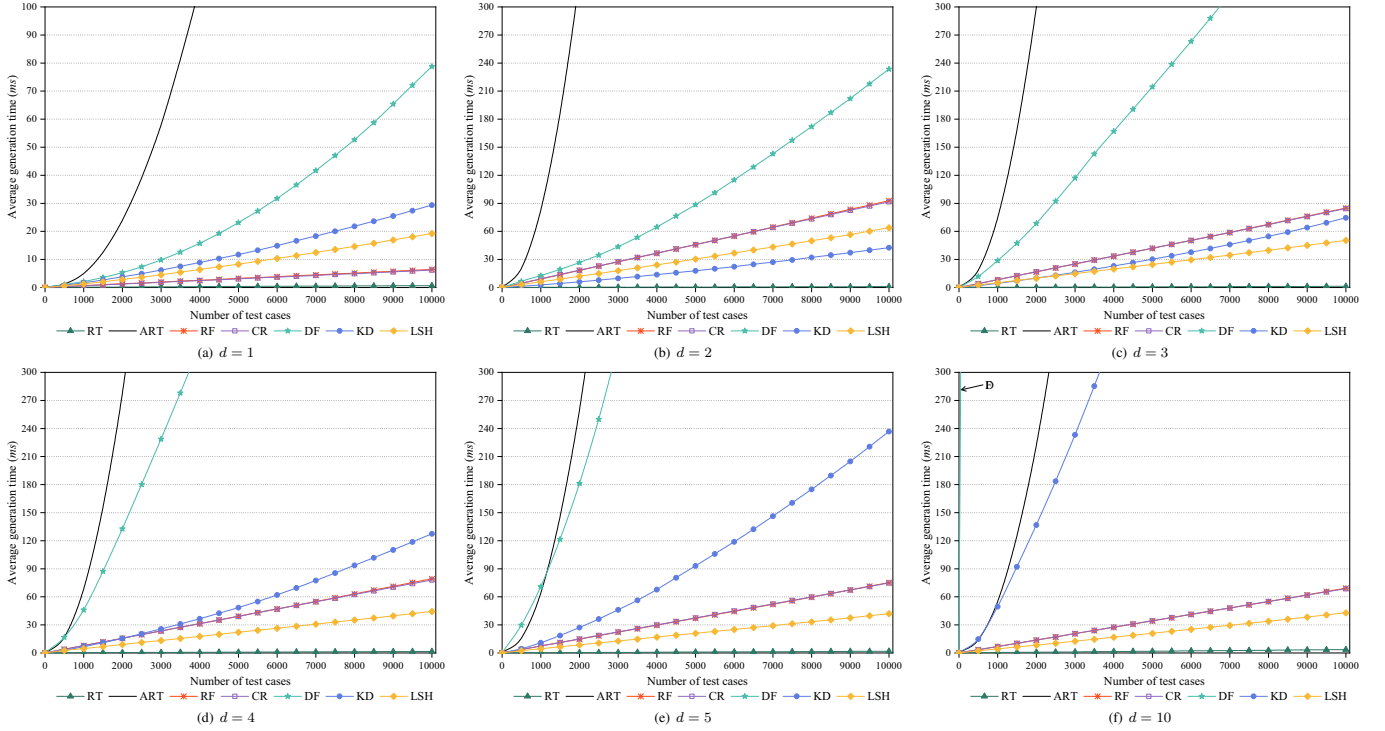 100
90
80
70
60
50
40
30
20
10
0
Average generation time (ms)
0 1000 2000 3000 4000 5000 6000 7000 8000 9000 10000
Number of test cases
RT ART RF CR DF KD LSH
(a) d = 1
300
270
240
210
180
150
120
90
60
30
0
Average generation time (ms)
0 1000 2000 3000 4000 5000 6000 7000 8000 9000 10000
Number of test cases
RT ART RF CR DF KD LSH
(b) d = 2
300
270
240
210
180
150
120
90
60
30
0
Average generation time (ms)
0 1000 2000 3000 4000 5000 6000 7000 8000 9000 10000
Number of test cases
RT ART RF CR DF KD LSH
(c) d = 3
300
270
240
210
180
150
120
90
60
30
0
Average generation time (ms)
0 1000 2000 3000 4000 5000 6000 7000 8000 9000 10000
Number of test cases
RT ART RF CR DF KD LSH
(d) d = 4
300
270
240
210
180
150
120
90
60
30
0
Average generation time (ms)
0 1000 2000 3000 4000 5000 6000 7000 8000 9000 10000
Number of test cases
RT ART RF CR DF KD LSH
(e) d = 5
300
270
240
210
180
150
120
90
60
30
0
Average generation time (ms)
0 1000 2000 3000 4000 5000 6000 7000 8000 9000 10000
Number of test cases
RT ART RF CR DF KD LSH
(f) d = 10